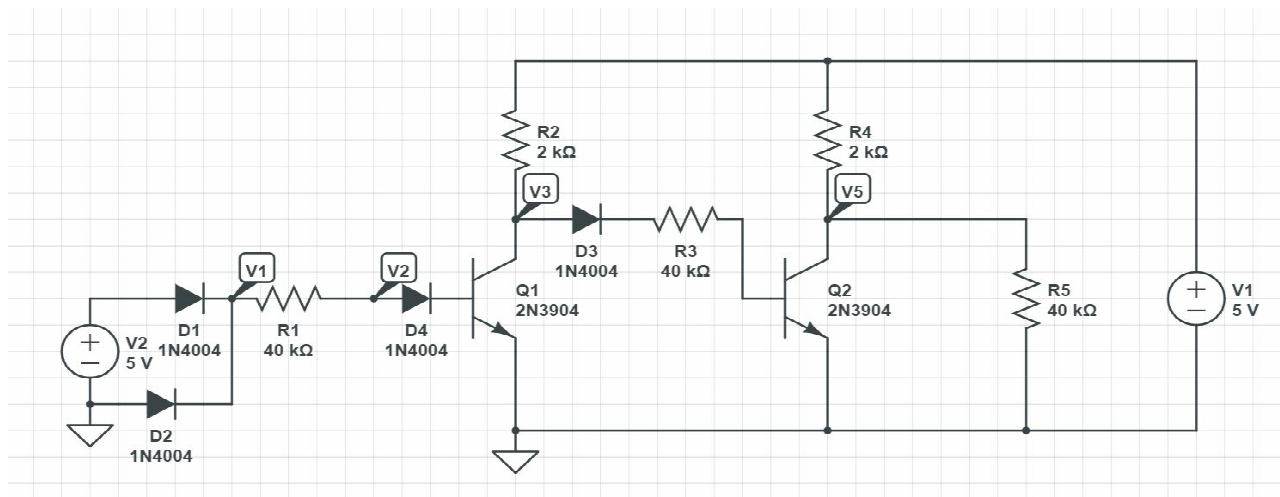 R2
2 kΩ
R4
2 kΩ
V3
V5
D3
1N4004
R3
40 kΩ
V1
V2
Q1
2N3904
Q2
2N3904
R5
40 kΩ
+
−
V1
5 V
+
−
V2
5 V
D1
1N4004
R1
40 kΩ
D4
1N4004
D2
1N4004